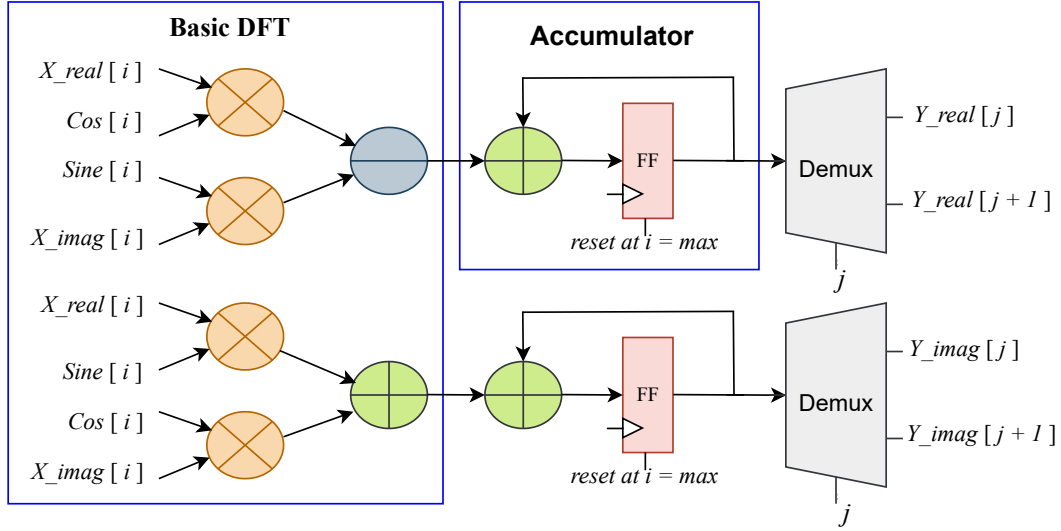 Basic DFT
Accumulator
X_real [ i ]
Cos [ i ]
Sine [ i ]
X_imag [ i ]
FF
reset at i = max
Demux
Y_real [ j ]
Y_real [ j + 1 ]
j
X_real [ i ]
Sine [ i ]
Cos [ i ]
X_imag [ i ]
FF
reset at i = max
Demux
Y_imag [ j ]
Y_imag [ j + 1 ]
j